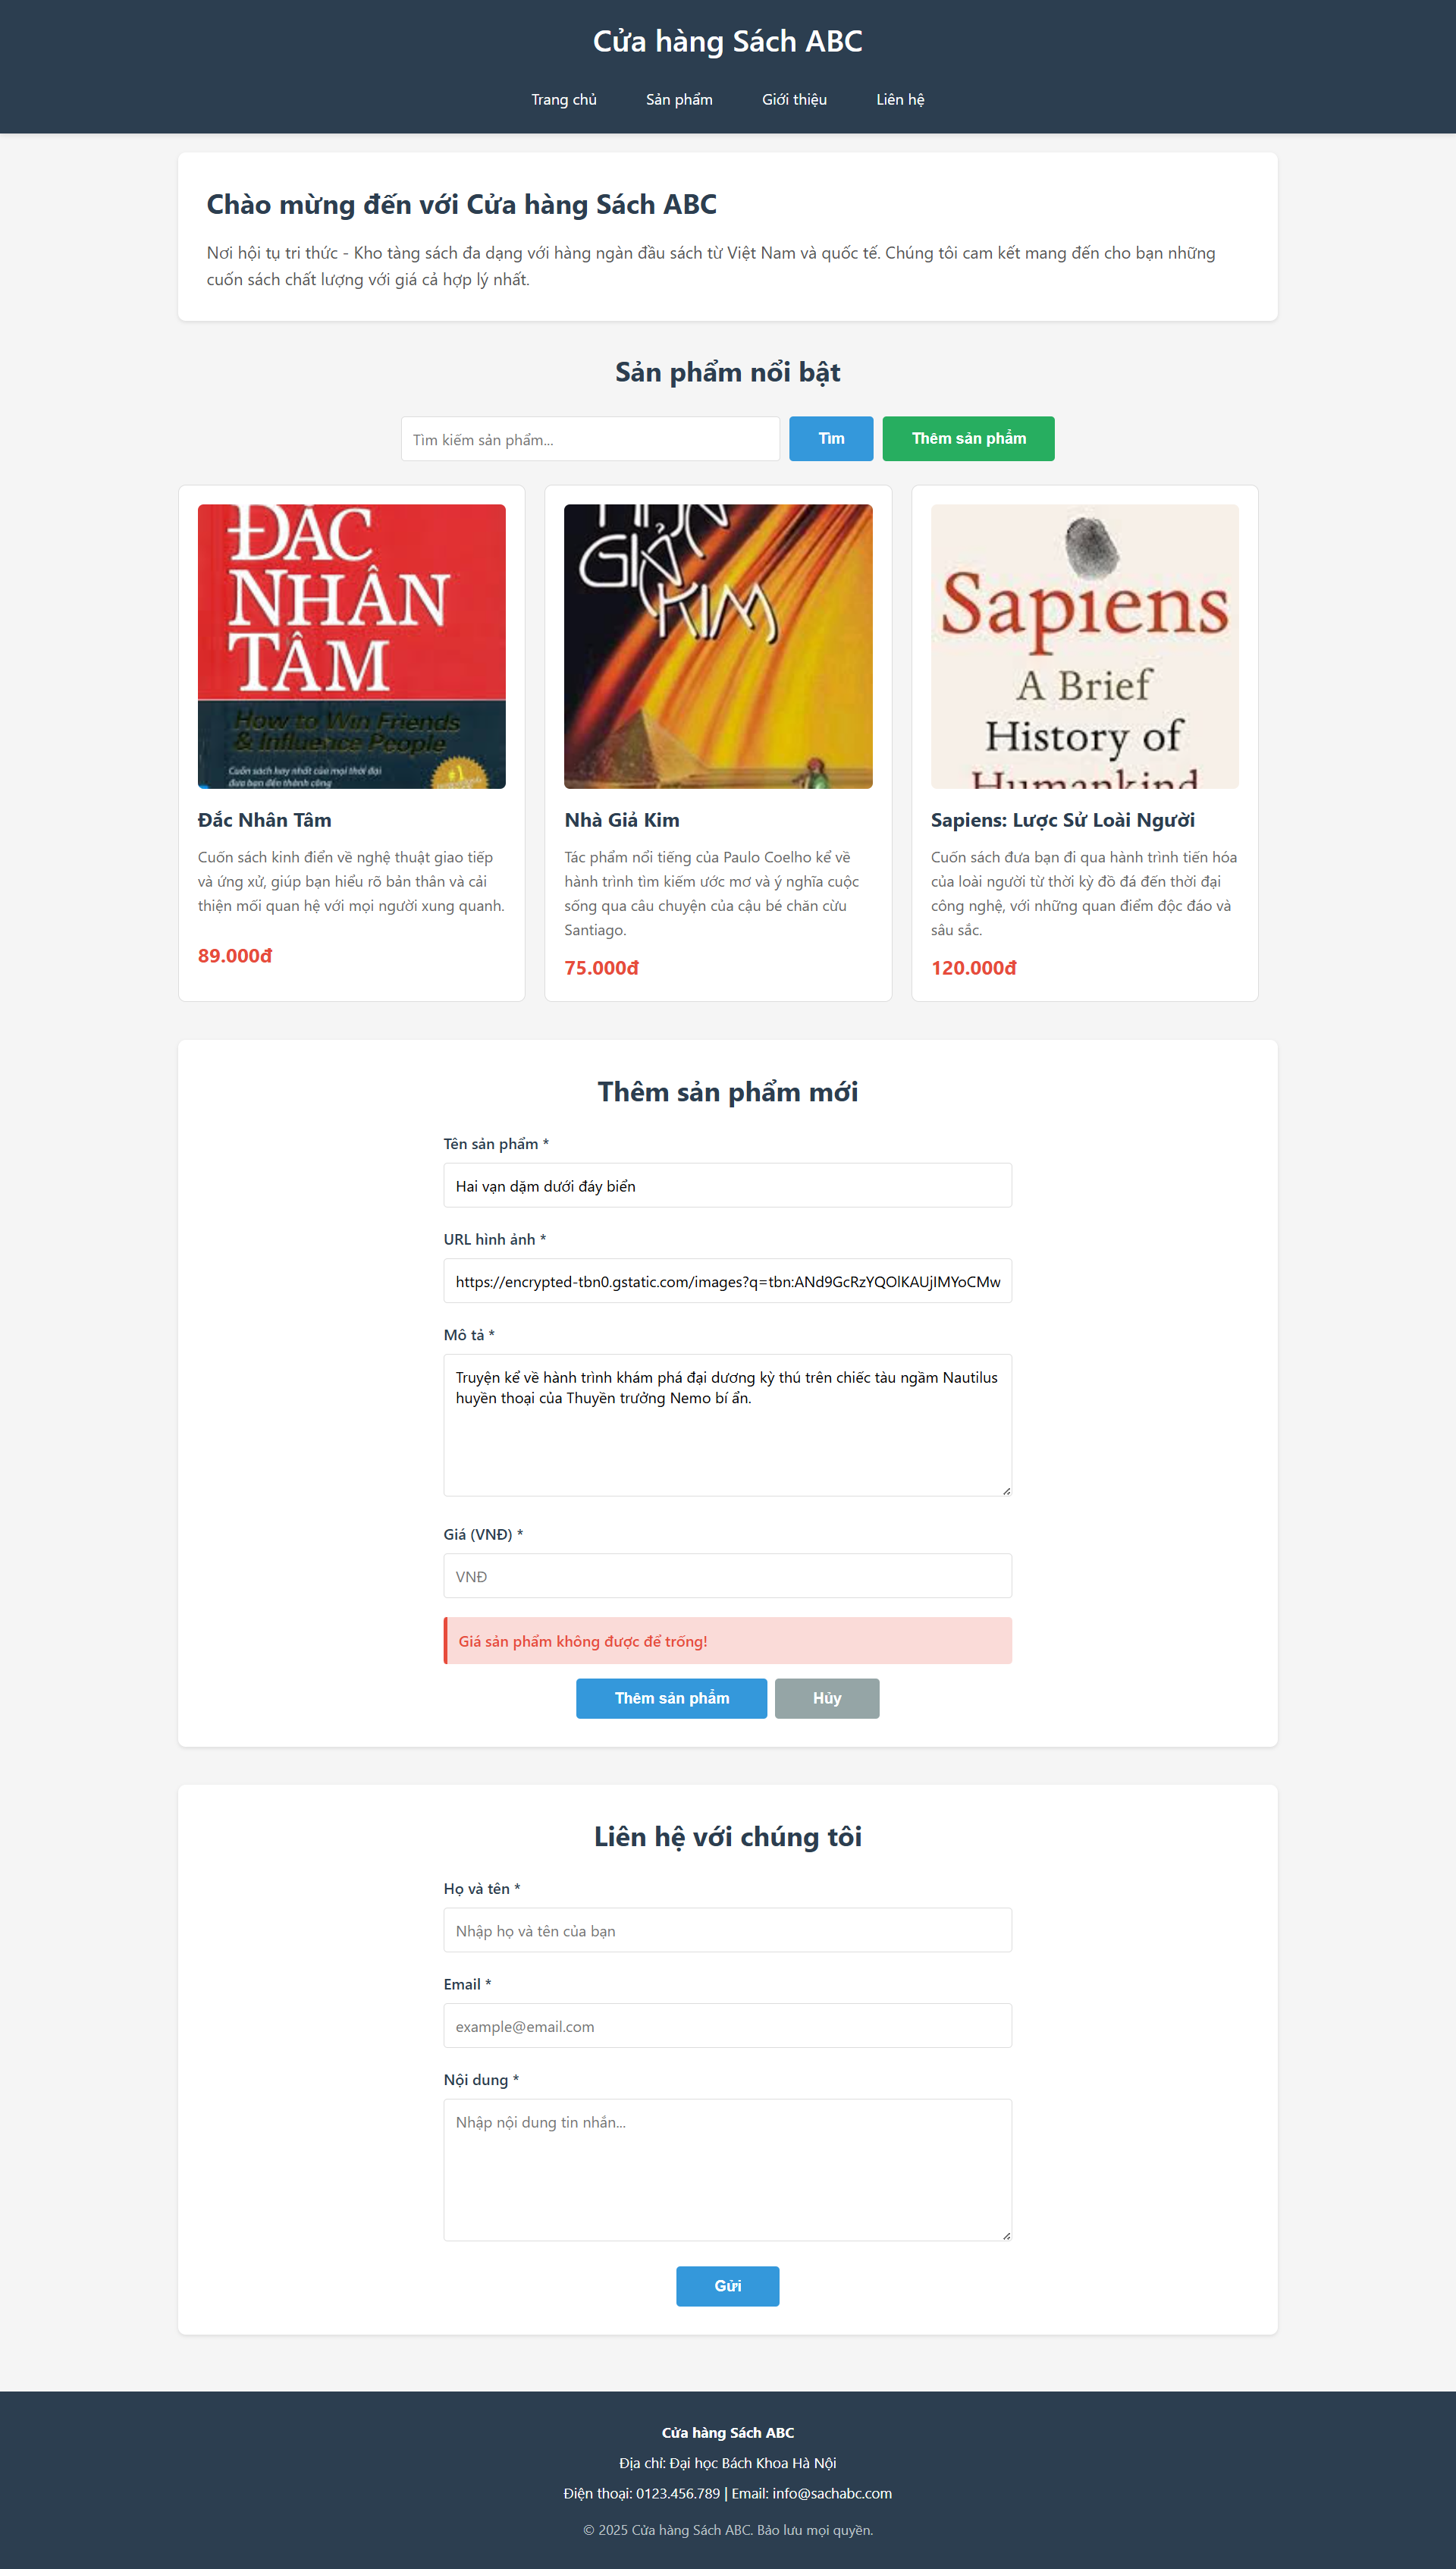 Cửa hàng Sách ABC
Trang chủ Sản phẩm Giới thiệu Liên hệ
Chào mừng đến với Cửa hàng Sách ABC
Nơi hội tụ tri thức - Kho tàng sách đa dạng với hàng ngàn đầu sách từ Việt Nam và quốc tế. Chúng tôi cam kết mang đến cho bạn những
cuốn sách chất lượng với giá cả hợp lý nhất.
Sản phẩm nổi bật
Tìm kiếm sản phẩm...
Tìm
Thêm sản phẩm
ĐẮC
NHÂN
TÂM
How to Win Friends
& Influence People
Cuốn sách hay nhất của mọi thời đại
đưa bạn đến thành công
#1
Đắc Nhân Tâm
Cuốn sách kinh điển về nghệ thuật giao tiếp
và ứng xử, giúp bạn hiểu rõ bản thân và cải
thiện mối quan hệ với mọi người xung quanh.
89.000đ
GIẢ
KIM
Nhà Giả Kim
Tác phẩm nổi tiếng của Paulo Coelho kể về
hành trình tìm kiếm ước mơ và ý nghĩa cuộc
sống qua câu chuyện của cậu bé chăn cừu
Santiago.
75.000đ
Sapiens
A Brief
History of
Humankind
Sapiens: Lược Sử Loài Người
Cuốn sách đưa bạn đi qua hành trình tiến hóa
của loài người từ thời kỳ đồ đá đến thời đại
công nghệ, với những quan điểm độc đáo và
sâu sắc.
120.000đ
Thêm sản phẩm mới
Tên sản phẩm *
Hai vạn dặm dưới đáy biển
URL hình ảnh *
https://encrypted-tbn0.gstatic.com/images?q=tbn:ANd9GcRzYQOlKAUjIMYoCMw
Mô tả *
Truyện kể về hành trình khám phá đại dương kỳ thú trên chiếc tàu ngầm Nautilus
huyền thoại của Thuyền trưởng Nemo bí ẩn.
Giá (VNĐ) *
VNĐ
Giá sản phẩm không được để trống!
Thêm sản phẩm
Hủy
Liên hệ với chúng tôi
Họ và tên *
Nhập họ và tên của bạn
Email *
example@email.com
Nội dung *
Nhập nội dung tin nhắn...
Gửi
Cửa hàng Sách ABC
Địa chỉ: Đại học Bách Khoa Hà Nội
Điện thoại: 0123.456.789 | Email: info@sachabc.com
© 2025 Cửa hàng Sách ABC. Bảo lưu mọi quyền.